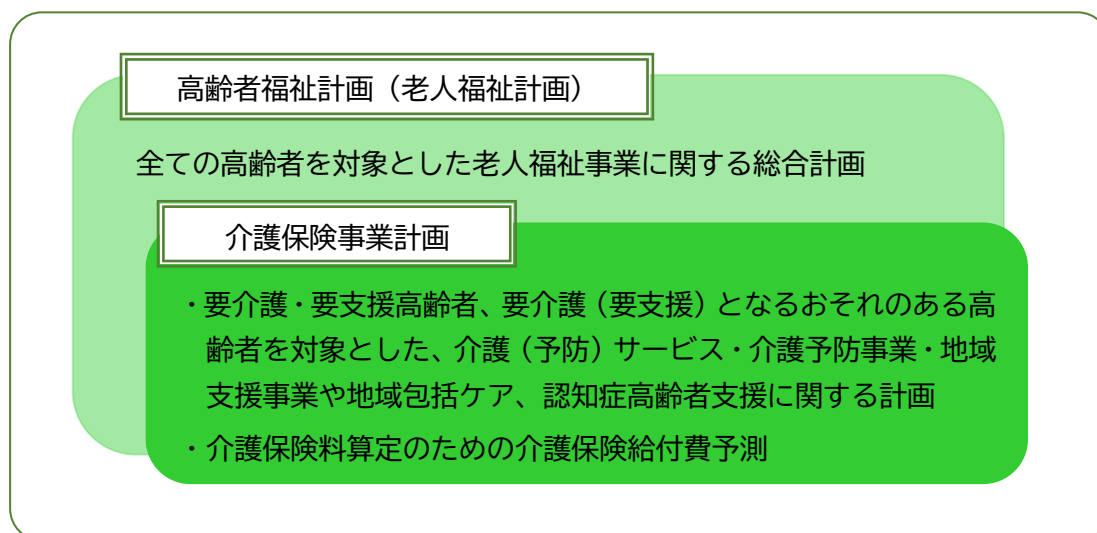 高齢者福祉計画（老人福祉計画）
全ての高齢者を対象とした老人福祉事業に関する総合計画
介護保険事業計画
・要介護・要支援高齢者、要介護（要支援）となるおそれのある高
齢者を対象とした、介護（予防）サービス・介護予防事業・地域
支援事業や地域包括ケア、認知症高齢者支援に関する計画
・介護保険料算定のための介護保険給付費予測